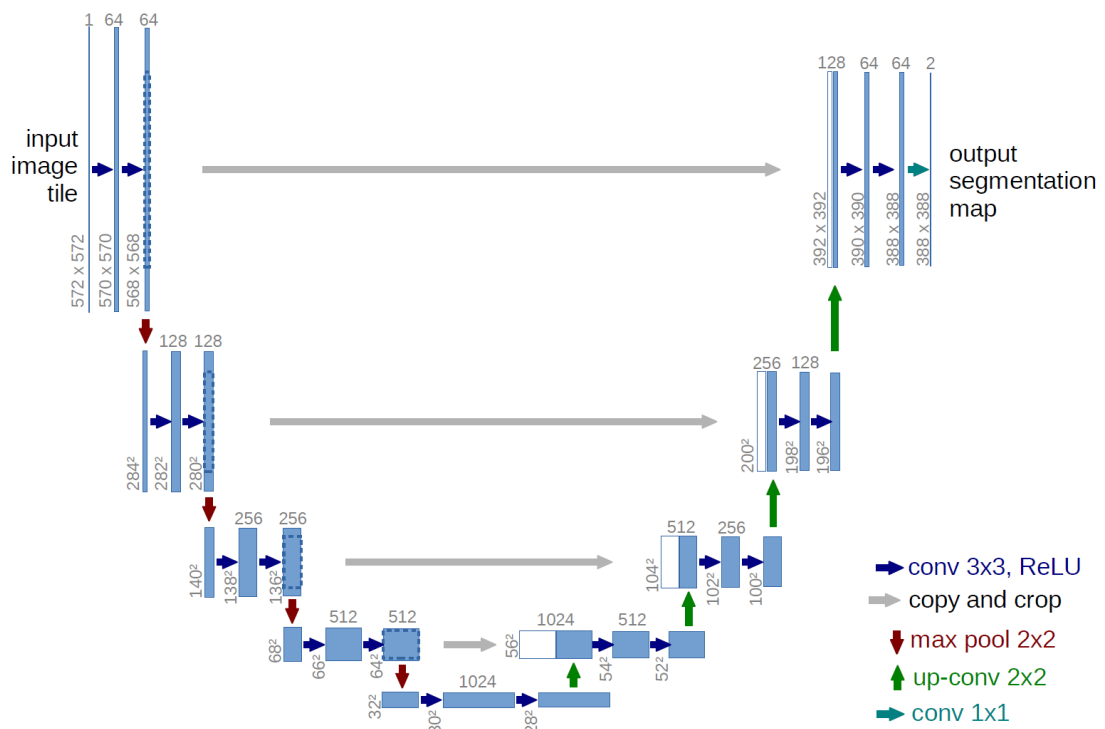 1 64 64
128 64 64 2
input
image
tile
output
segmentation
map
572 x 572
570 x 570
568 x 568
392 x 392
390 x 390
388 x 388
388 x 388
128 128
256 128
284²
282²
280²
200²
198²
196²
256 256
512 256
140²
138²
136²
104²
102²
100²
512 512
1024 512
68²
66²
64²
56²
54²
52²
1024
32²
30²
28²
conv 3x3, ReLU
copy and crop
max pool 2x2
up-conv 2x2
conv 1x1